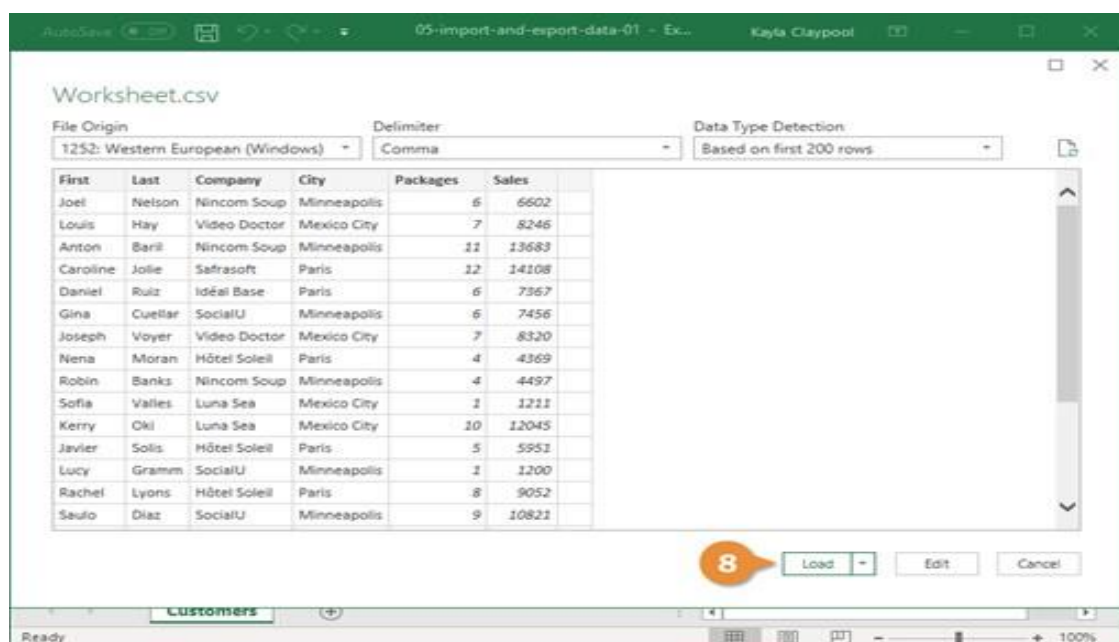 AutoSave Off 05-import-and-export-data-01 - Ex... Kayla Claypool
Worksheet.csv
File Origin Delimiter Data Type Detection
1252: Western European (Windows) Comma Based on first 200 rows
First Last Company City Packages Sales
Joel Nelson Nincom Soup Minneapolis 6 6602
Louis Hay Video Doctor Mexico City 7 8246
Anton Baril Nincom Soup Minneapolis 11 13683
Caroline Jolie Safrasoft Paris 12 14108
Daniel Ruiz Idéal Base Paris 6 7367
Gina Cuellar SocialU Minneapolis 6 7456
Joseph Voyer Video Doctor Mexico City 7 8320
Nena Moran Hôtel Soleil Paris 4 4369
Robin Banks Nincom Soup Minneapolis 4 4497
Sofia Valles Luna Sea Mexico City 1 1211
Kerry Oki Luna Sea Mexico City 10 12045
Javier Solis Hôtel Soleil Paris 5 5951
Lucy Gramm SocialU Minneapolis 1 1200
Rachel Lyons Hôtel Soleil Paris 8 9052
Saulo Diaz SocialU Minneapolis 9 10821
8 Load Edit Cancel
Customers
Ready 100%